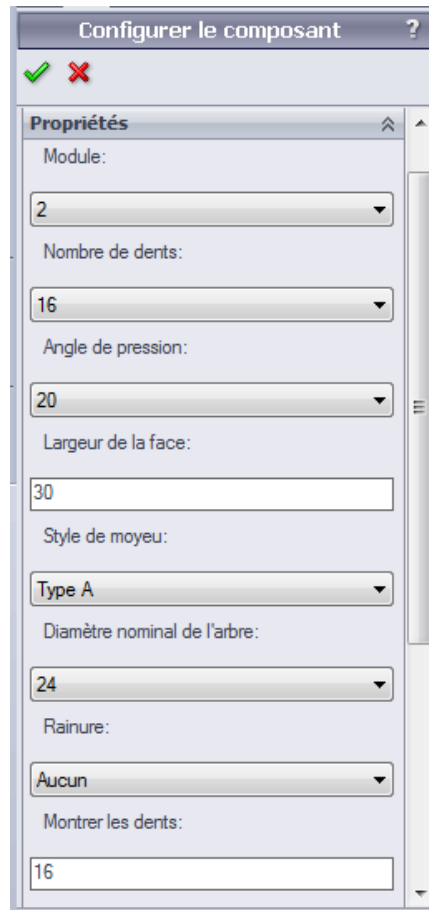 Configurer le composant ?
Propriétés
Module:
2
Nombre de dents:
16
Angle de pression:
20
Largeur de la face:
30
Style de moyeu:
Type A
Diamètre nominal de l'arbre:
24
Rainure:
Aucun
Montrer les dents:
16